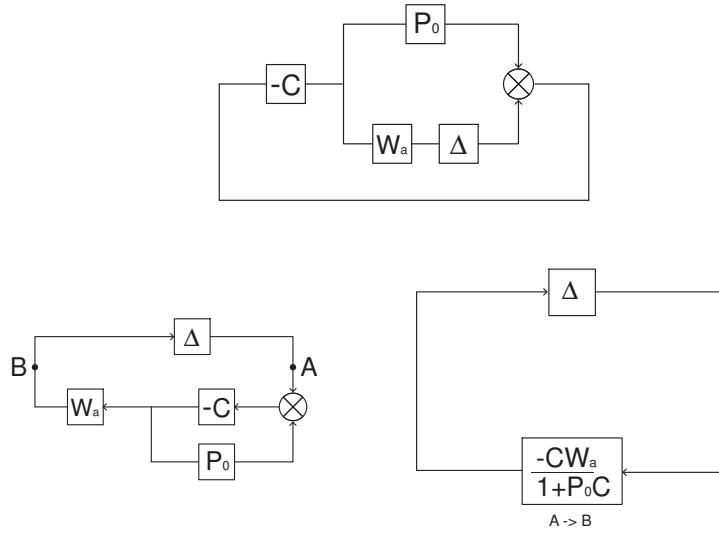 P₀
-C
Wₐ Δ
Δ
B A
Wₐ -C
P₀
Δ
-CWₐ
1+P₀C
A -> B